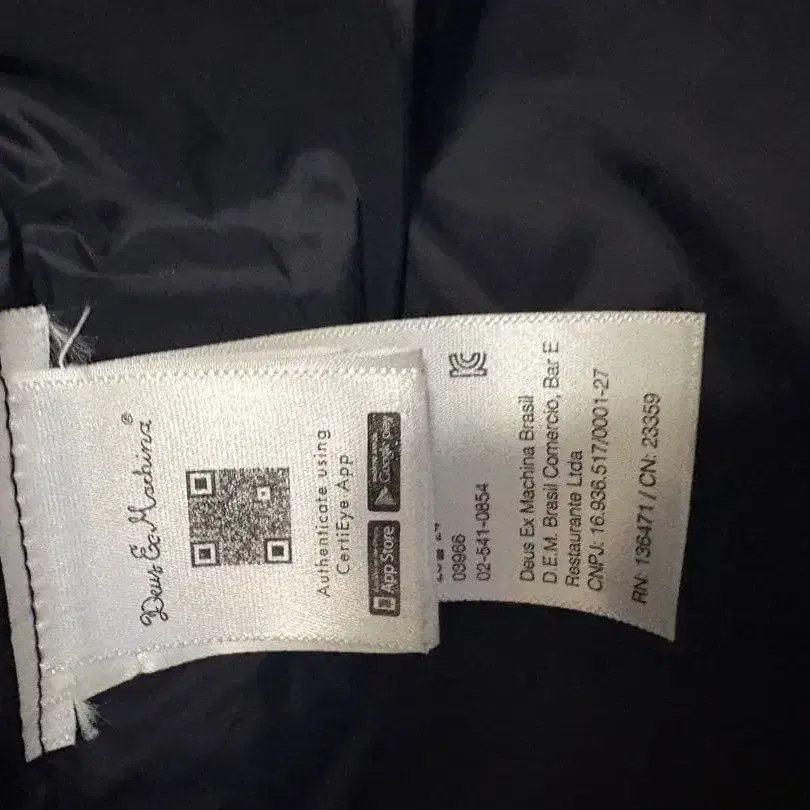 Deus Ex Machina®
Authenticate using
CertiEye App
App Store
Google Play
03966
02-541-0854
Deus Ex Machina Brasil
D.E.M. Brasil Comercio, Bar E
Restaurante Ltda
CNPJ: 16.936.517/0001-27
RN: 136471 / CN: 23359